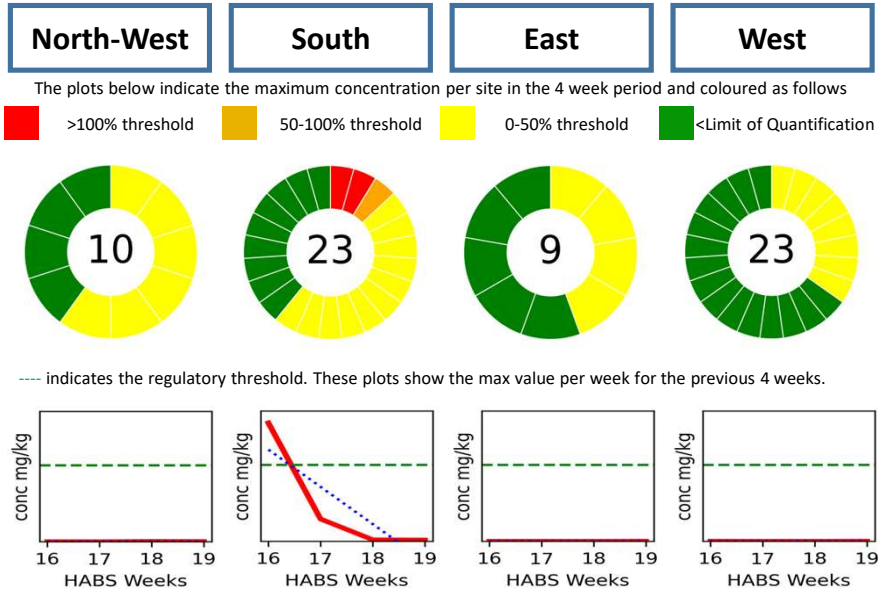 North-West South East West
The plots below indicate the maximum concentration per site in the 4 week period and coloured as follows
>100% threshold 50-100% threshold 0-50% threshold <Limit of Quantification
10 23 9 23
---- indicates the regulatory threshold. These plots show the max value per week for the previous 4 weeks.
conc mg/kg conc mg/kg conc mg/kg conc mg/kg
16 17 18 19 16 17 18 19 16 17 18 19 16 17 18 19
HABS Weeks HABS Weeks HABS Weeks HABS Weeks